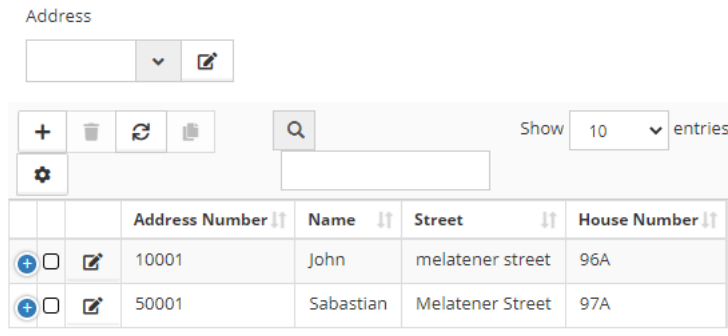 Address
Show 10 entries
Address Number Name Street House Number
10001 John melatener street 96A
50001 Sabastian Melatener Street 97A